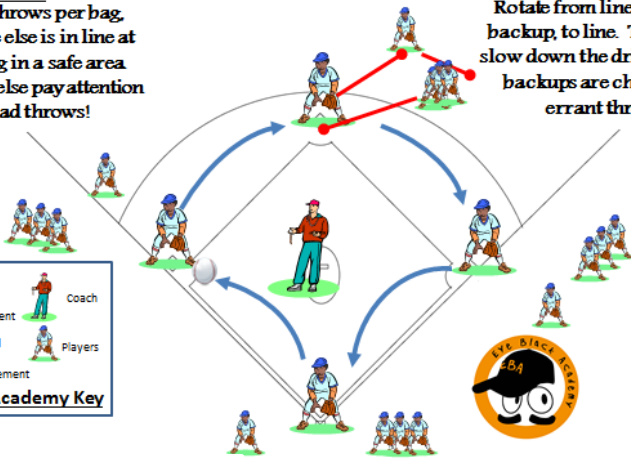 hrows per bag,
e else is in line at
g in a safe area.
else pay attention
ad throws!
Rotate from line
backup, to line. T
slow down the dr
backups are ch
errant thr
Coach
ent
Players
ement
cademy Key
Eye Black Academy
EBA